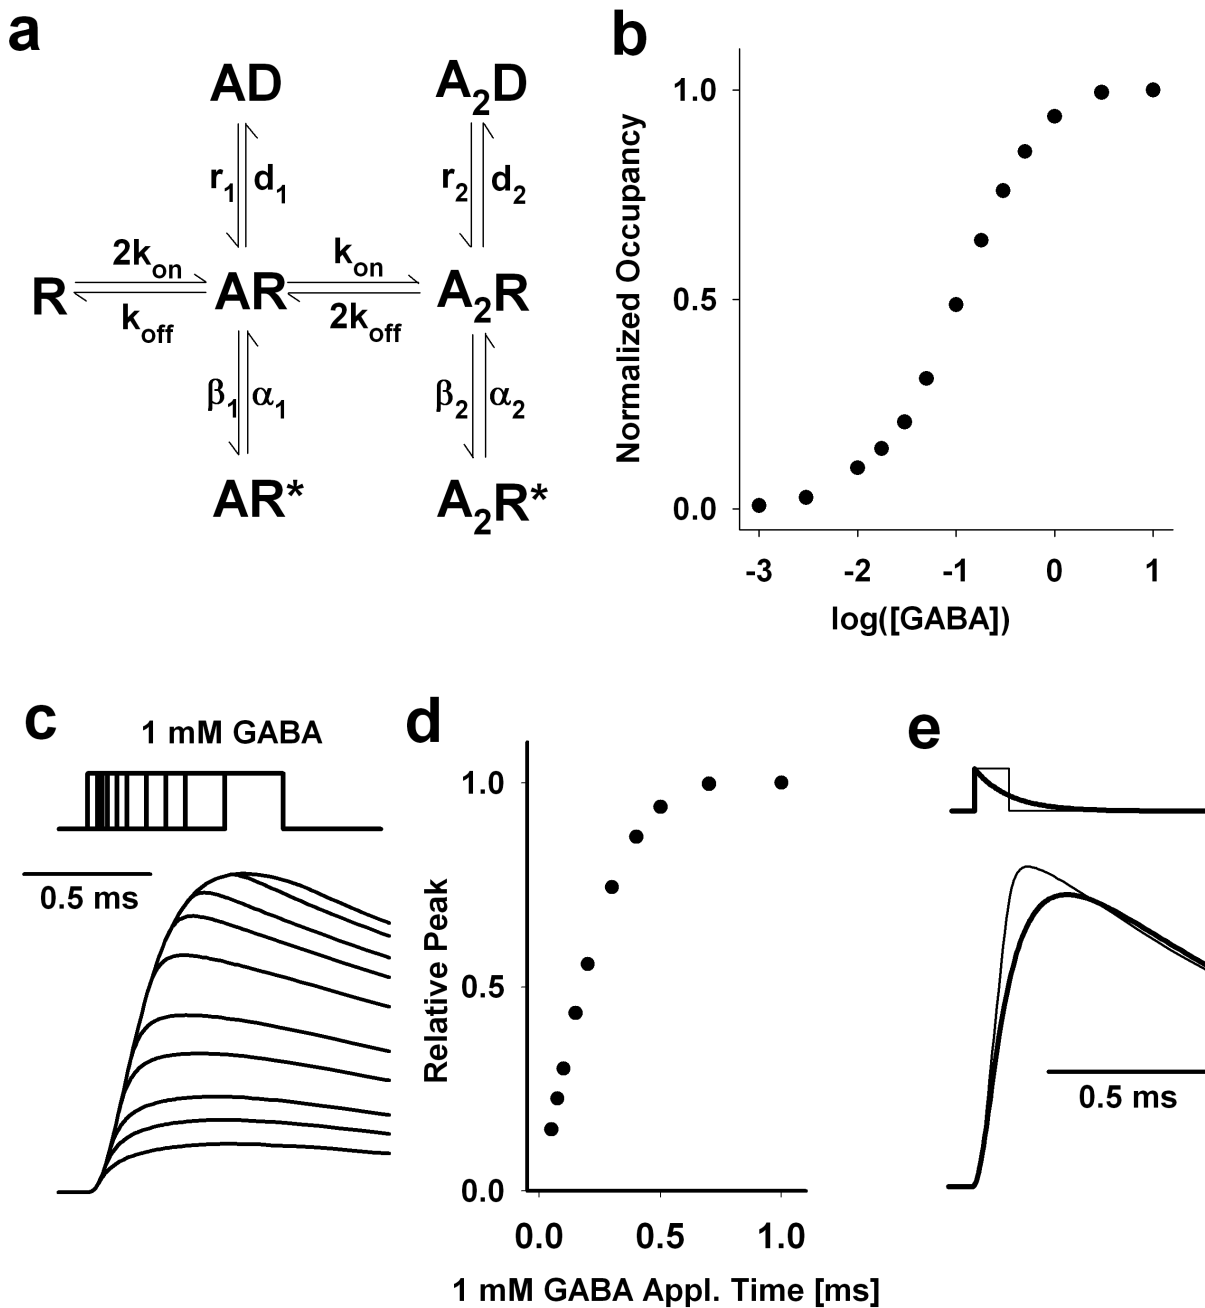 a
AD A₂D
r₁ d₁ r₂ d₂
2kon kon
R AR A₂R
koff 2koff
β₁ α₁ β₂ α₂
AR* A₂R*
b
Normalized Occupancy
1.0
0.5
0.0
-3 -2 -1 0 1
log([GABA])
c
1 mM GABA
0.5 ms
d
Relative Peak
1.0
0.5
0.0
0.0 0.5 1.0
1 mM GABA Appl. Time [ms]
e
0.5 ms